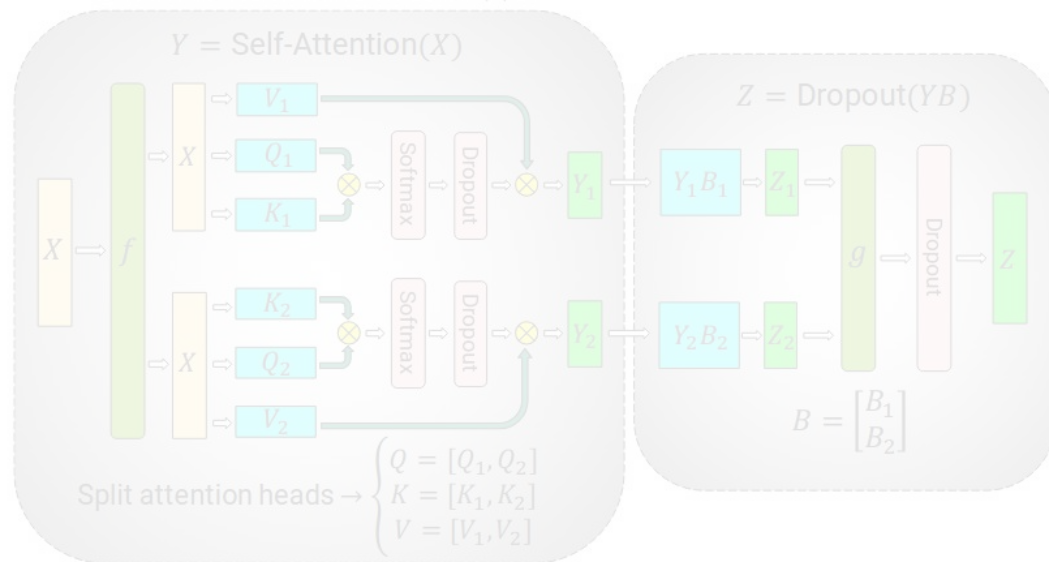 Y = Self-Attention(X)
Z = Dropout(YB)
X
f
X
V₁
Q₁
K₁
Softmax
Dropout
Y₁
Y₁B₁
Z₁
X
K₂
Q₂
V₂
Softmax
Dropout
Y₂
Y₂B₂
Z₂
g
Dropout
Z
B = [B₁
B₂]
Split attention heads → { Q = [Q₁, Q₂]
K = [K₁, K₂]
V = [V₁, V₂]